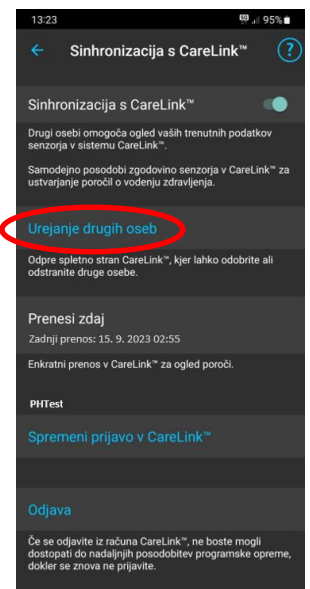 13:23
95%
Sinhronizacija s CareLink™
?
Sinhronizacija s CareLink™
Drugi osebi omogoča ogled vaših trenutnih podatkov
senzorja v sistemu CareLink™.
Samodejno posodobi zgodovino senzorja v CareLink™ za
ustvarjanje poročil o vodenju zdravljenja.
Urejanje drugih oseb
Odpre spletno stran CareLink™, kjer lahko odobrite ali
odstranite druge osebe.
Prenesi zdaj
Zadnji prenos: 15. 9. 2023 02:55
Enkratni prenos v CareLink™ za ogled poroči.
PHTest
Spremeni prijavo v CareLink™
Odjava
Če se odjavite iz računa CareLink™, ne boste mogli
dostopati do nadaljnjih posodobitev programske opreme,
dokler se znova ne prijavite.